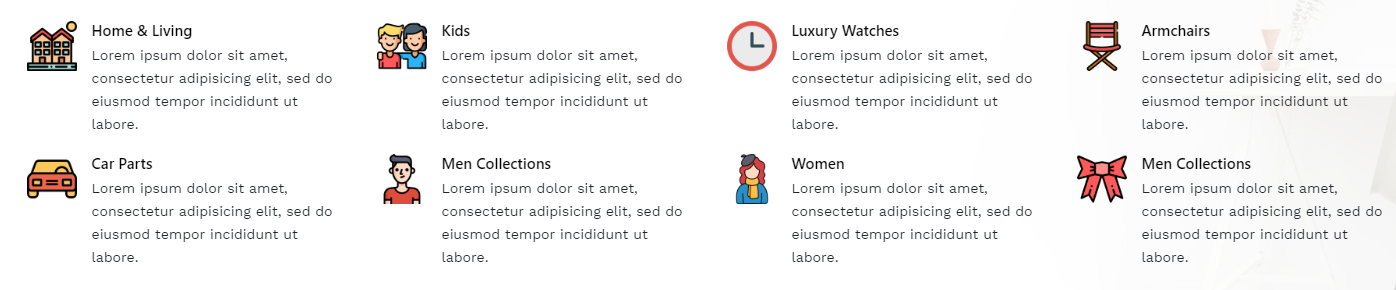 Home & Living
Lorem ipsum dolor sit amet,
consectetur adipisicing elit, sed do
eiusmod tempor incididunt ut
labore.
Kids
Lorem ipsum dolor sit amet,
consectetur adipisicing elit, sed do
eiusmod tempor incididunt ut
labore.
Luxury Watches
Lorem ipsum dolor sit amet,
consectetur adipisicing elit, sed do
eiusmod tempor incididunt ut
labore.
Armchairs
Lorem ipsum dolor sit amet,
consectetur adipisicing elit, sed do
eiusmod tempor incididunt ut
labore.
Car Parts
Lorem ipsum dolor sit amet,
consectetur adipisicing elit, sed do
eiusmod tempor incididunt ut
labore.
Men Collections
Lorem ipsum dolor sit amet,
consectetur adipisicing elit, sed do
eiusmod tempor incididunt ut
labore.
Women
Lorem ipsum dolor sit amet,
consectetur adipisicing elit, sed do
eiusmod tempor incididunt ut
labore.
Men Collections
Lorem ipsum dolor sit amet,
consectetur adipisicing elit, sed do
eiusmod tempor incididunt ut
labore.